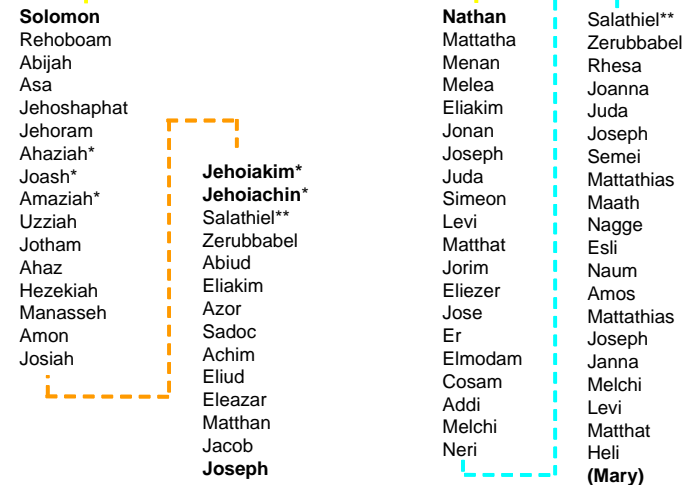 Solomon
Rehoboam
Abijah
Asa
Jehoshaphat
Jehoram
Ahaziah*
Joash*
Amaziah*
Uzziah
Jotham
Ahaz
Hezekiah
Manasseh
Amon
Josiah
Jehoiakim*
Jehoiachin*
Salathiel**
Zerubbabel
Abiud
Eliakim
Azor
Sadoc
Achim
Eliud
Eleazar
Matthan
Jacob
Joseph
Nathan
Mattatha
Menan
Melea
Eliakim
Jonan
Joseph
Juda
Simeon
Levi
Matthat
Jorim
Eliezer
Jose
Er
Elmodam
Cosam
Addi
Melchi
Neri
Salathiel**
Zerubbabel
Rhesa
Joanna
Juda
Joseph
Semei
Mattathias
Maath
Nagge
Esli
Naum
Amos
Mattathias
Joseph
Janna
Melchi
Levi
Matthat
Heli
(Mary)